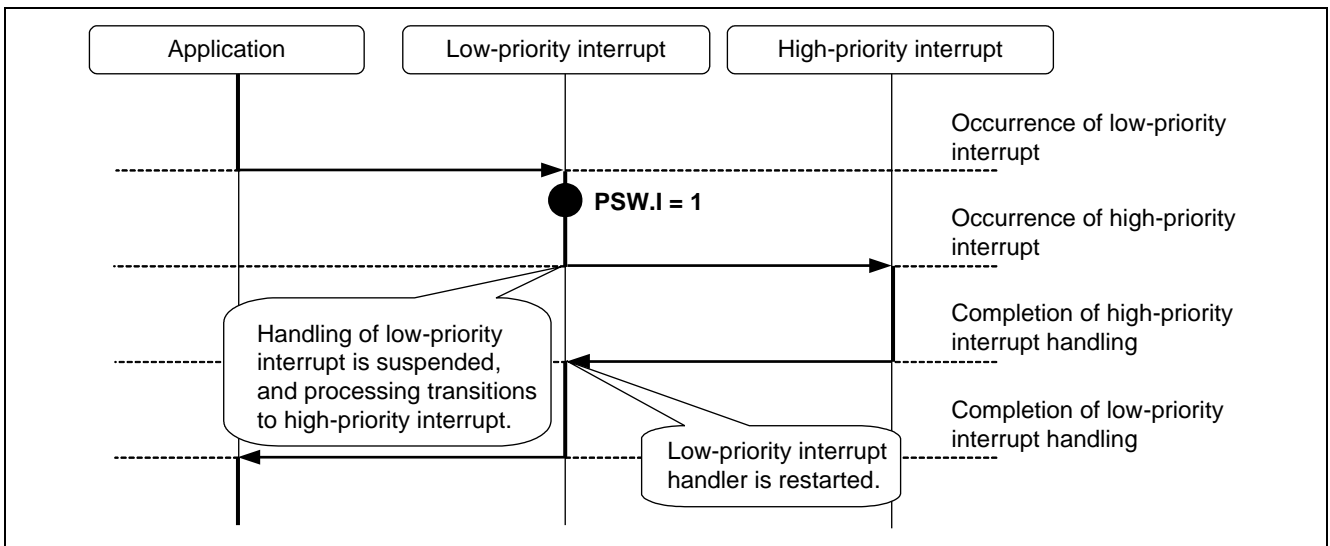 Application
Low-priority interrupt
High-priority interrupt
Occurrence of low-priority
interrupt
PSW.I = 1
Occurrence of high-priority
interrupt
Handling of low-priority
interrupt is suspended,
and processing transitions
to high-priority interrupt.
Completion of high-priority
interrupt handling
Completion of low-priority
interrupt handling
Low-priority interrupt
handler is restarted.